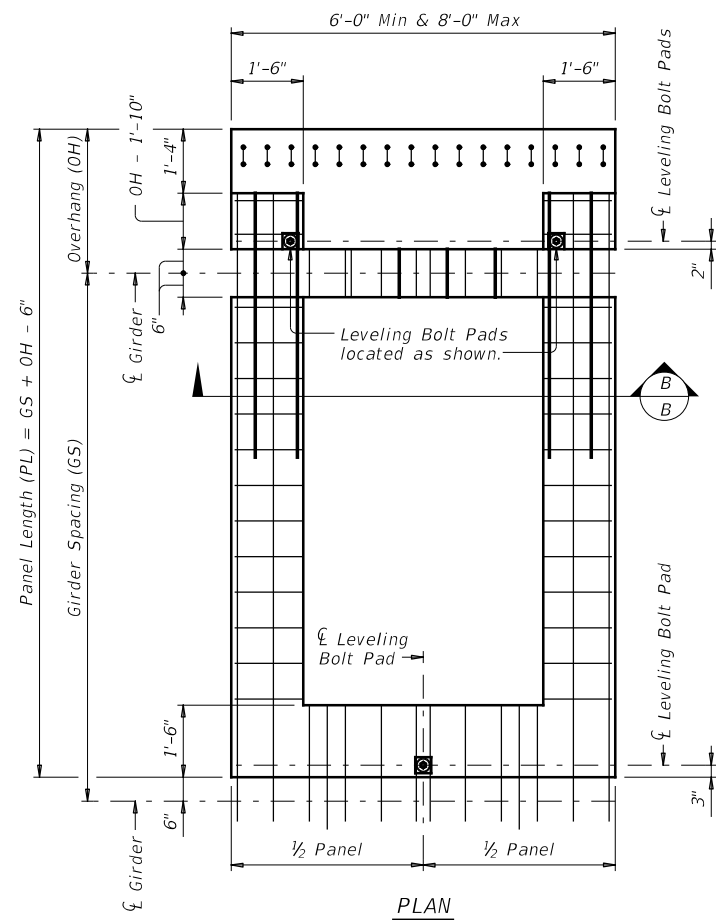 6'-0" Min & 8'-0" Max
1'-6"
1'-6"
℄ Leveling Bolt Pads
OH - 1'-10"
1'-4"
Overhang (OH)
2"
6"
℄ Girder
Leveling Bolt Pads
located as shown.
B
B
Panel Length (PL) = GS + OH - 6"
Girder Spacing (GS)
℄ Leveling
Bolt Pad
℄ Leveling Bolt Pad
1'-6"
3"
6"
½ Panel
½ Panel
℄ Girder
PLAN